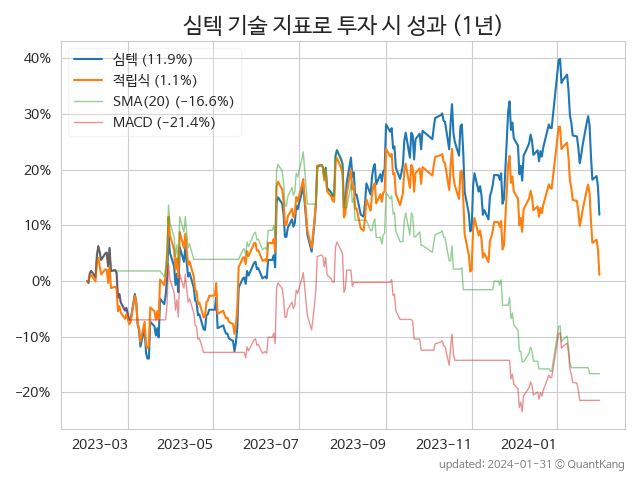 심텍 기술 지표로 투자 시 성과 (1년)
심텍 (11.9%)
적립식 (1.1%)
SMA(20) (−16.6%)
MACD (−21.4%)
40%
30%
20%
10%
0%
−10%
−20%
2023-03 2023-05 2023-07 2023-09 2023-11 2024-01
updated: 2024-01-31 © QuantKang